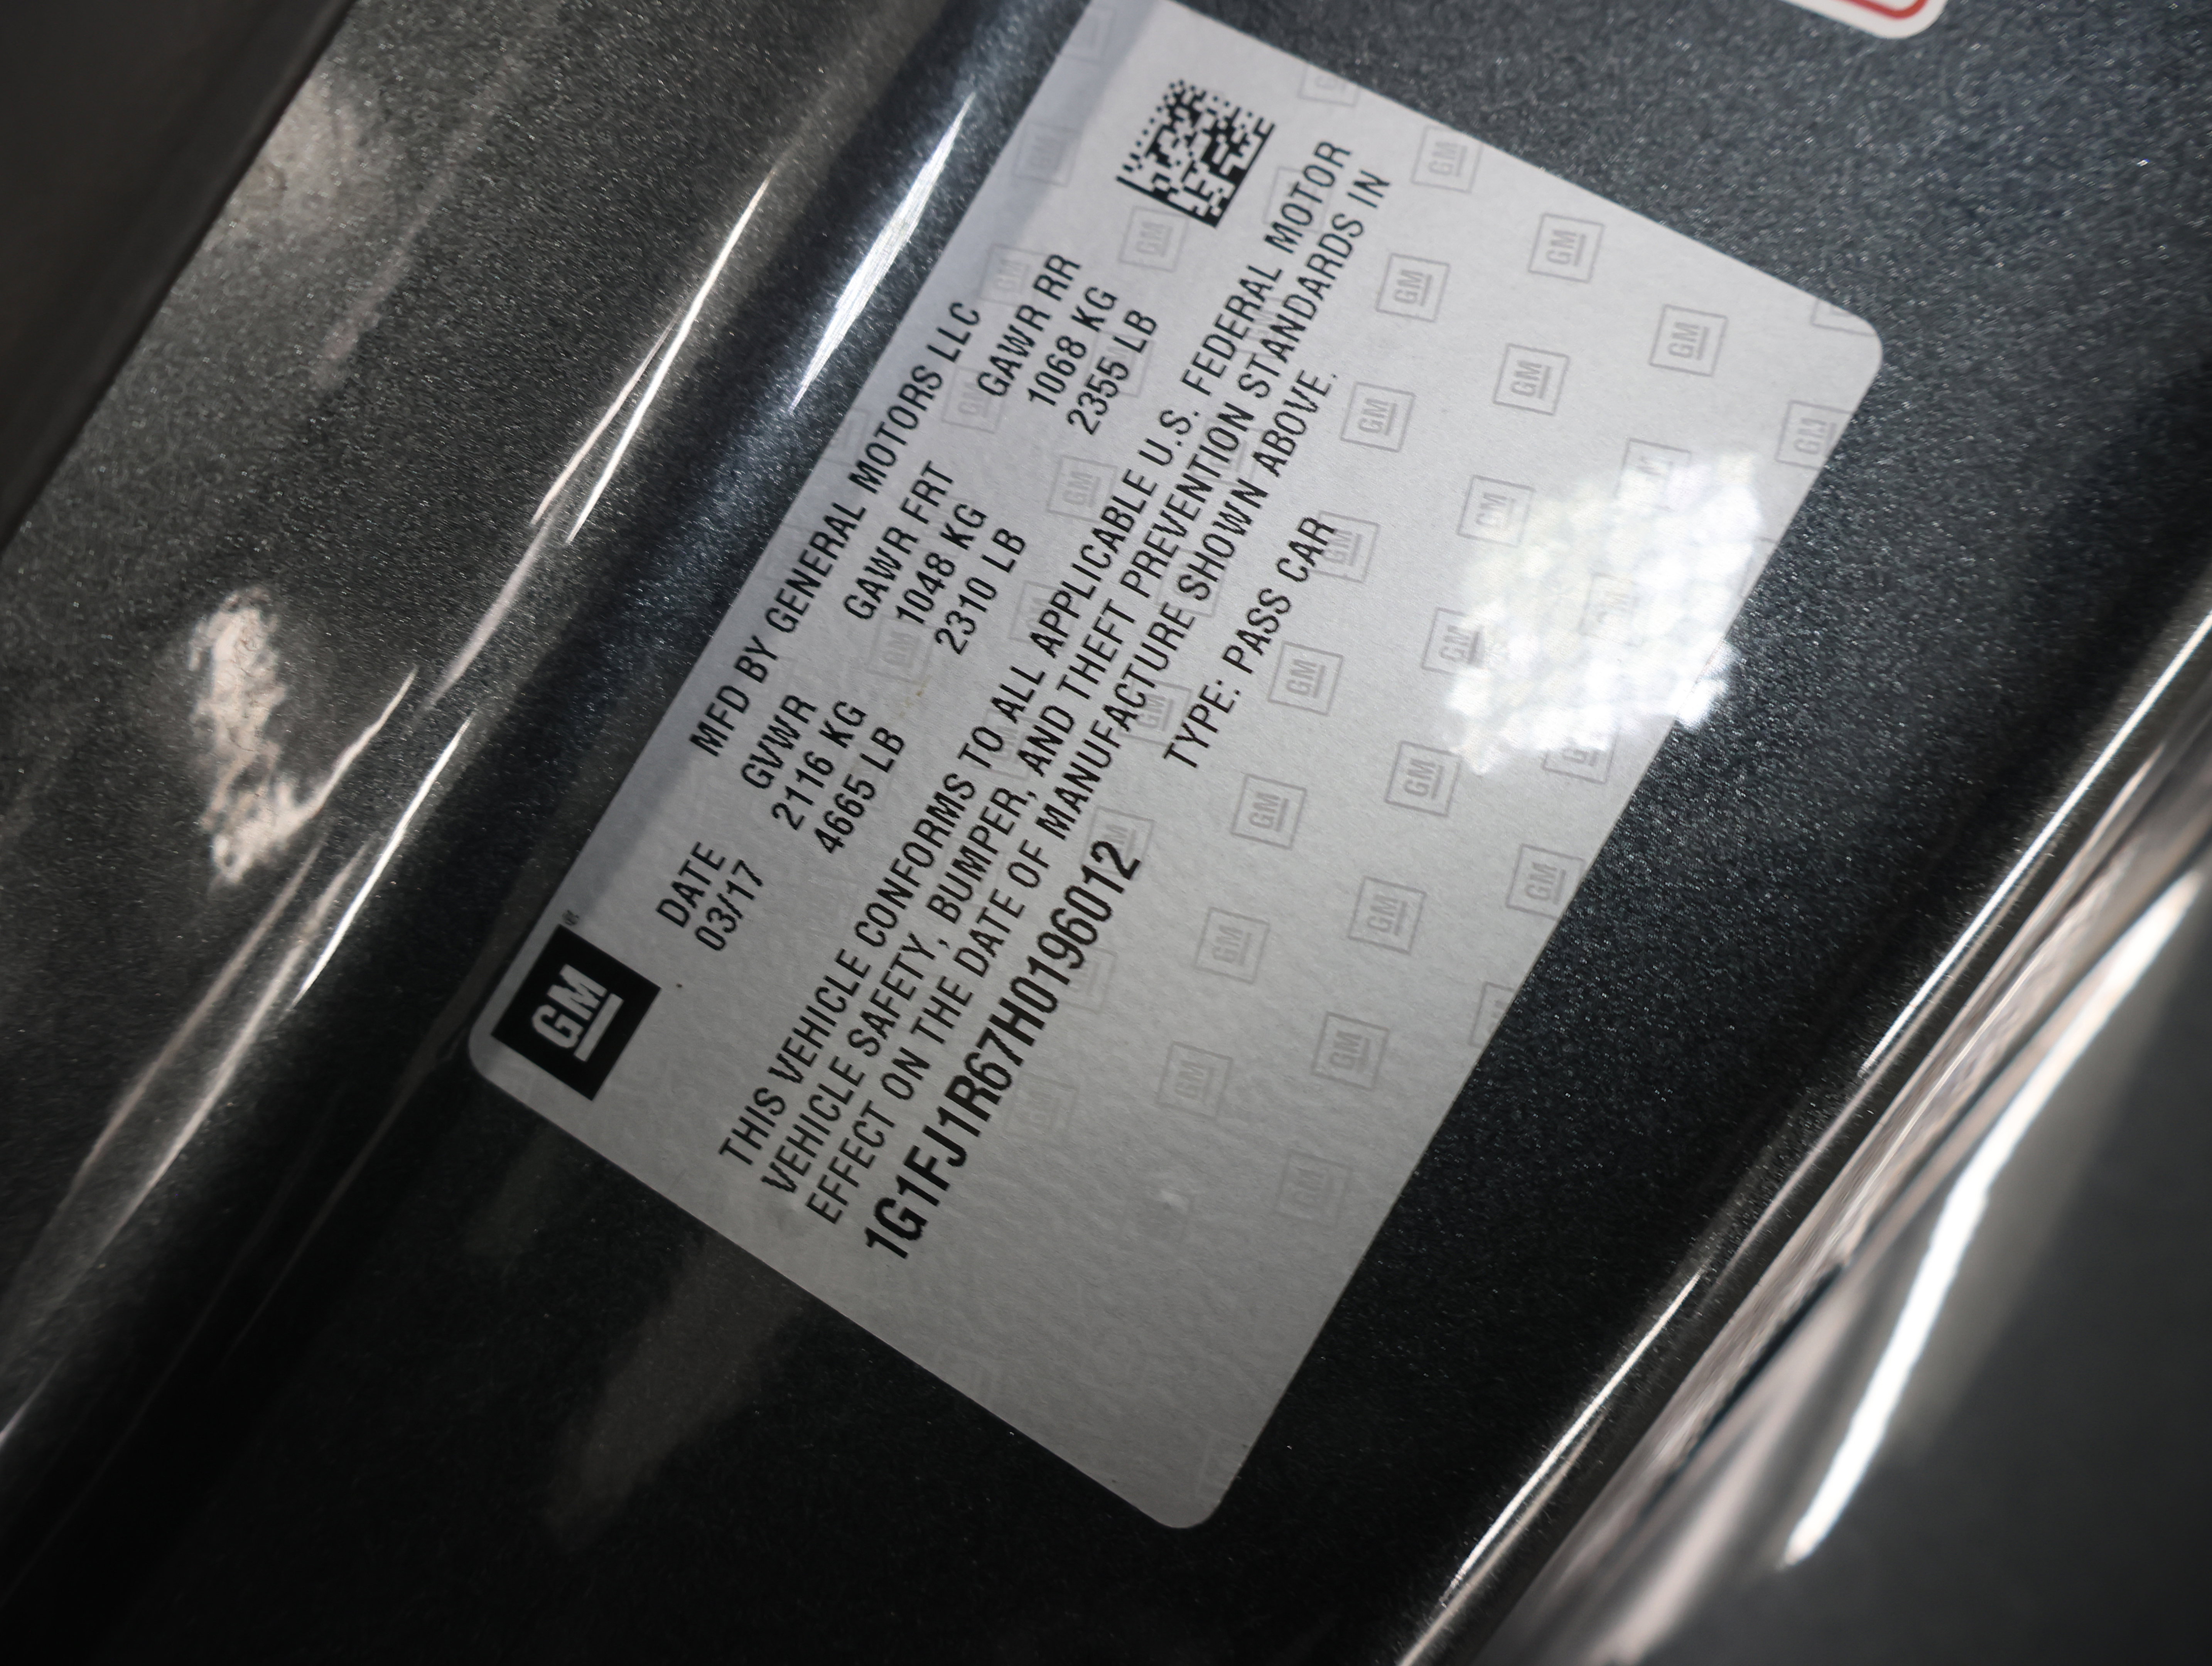 GM
MFD BY GENERAL MOTORS LLC
DATE GVWR GAWR FRT GAWR RR
03/17 2116 KG 1048 KG 1068 KG
4665 LB 2310 LB 2355 LB
THIS VEHICLE CONFORMS TO ALL APPLICABLE U.S. FEDERAL MOTOR
VEHICLE SAFETY, BUMPER, AND THEFT PREVENTION STANDARDS IN
EFFECT ON THE DATE OF MANUFACTURE SHOWN ABOVE.
1G1FJ1R67H0196012 TYPE: PASS CAR